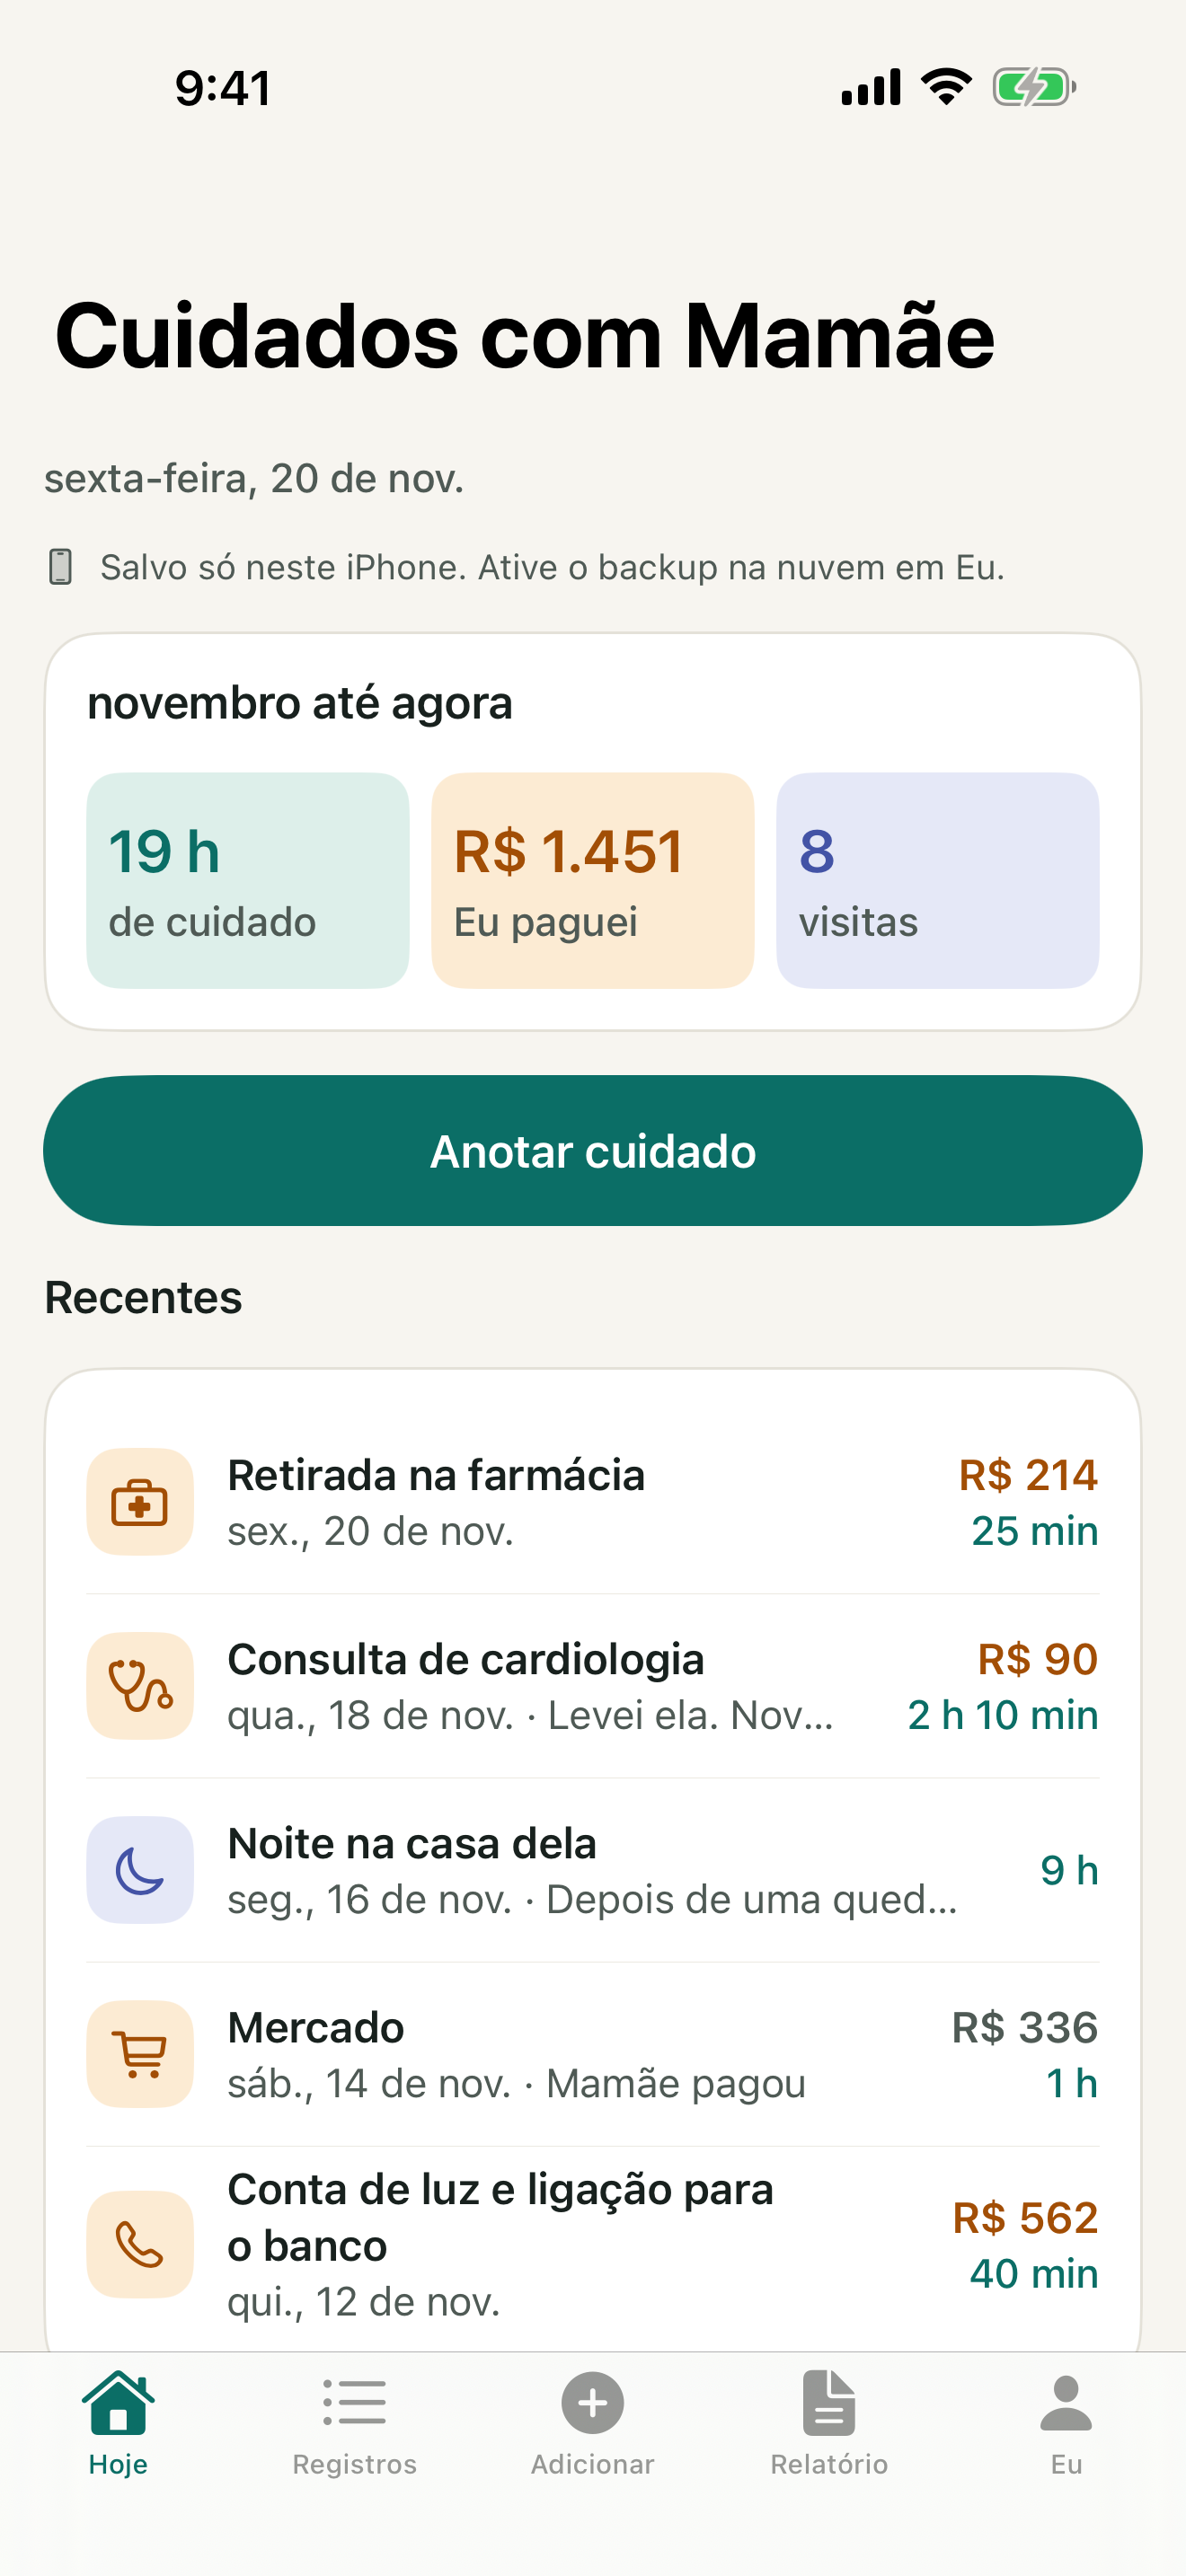 9:41
Cuidados com Mamãe
sexta-feira, 20 de nov.
Salvo só neste iPhone. Ative o backup na nuvem em Eu.
novembro até agora
19 h
de cuidado
R$ 1.451
Eu paguei
8
visitas
Anotar cuidado
Recentes
Retirada na farmácia
R$ 214
sex., 20 de nov.
25 min
Consulta de cardiologia
R$ 90
qua., 18 de nov. · Levei ela. Nov...
2 h 10 min
Noite na casa dela
seg., 16 de nov. · Depois de uma qued...
9 h
Mercado
R$ 336
sáb., 14 de nov. · Mamãe pagou
1 h
Conta de luz e ligação para
o banco
R$ 562
qui., 12 de nov.
40 min
Hoje
Registros
Adicionar
Relatório
Eu